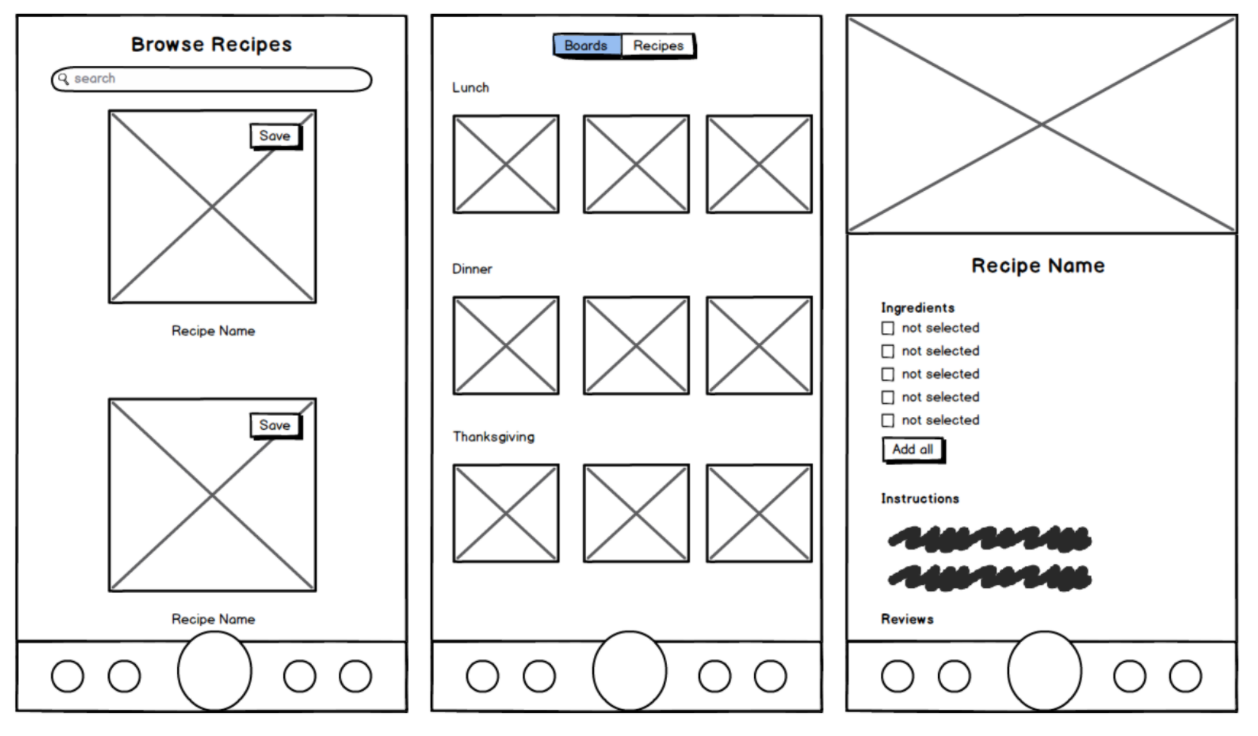 Browse Recipes
search
Save
Recipe Name
Save
Recipe Name
Boards Recipes
Lunch
Dinner
Thanksgiving
Recipe Name
Ingredients
not selected
not selected
not selected
not selected
not selected
Add all
Instructions
Reviews